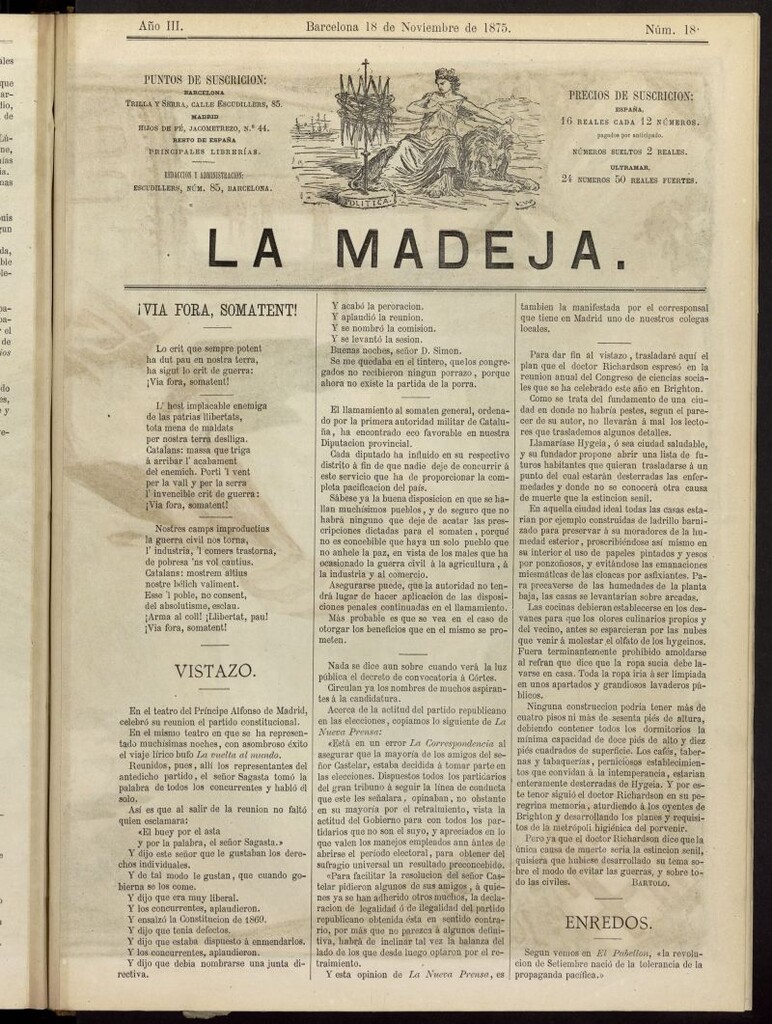 Año III.
Barcelona 18 de Noviembre de 1875.
Núm. 18.
PUNTOS DE SUSCRICION:
BARCELONA
TRILLA Y SERRA, CALLE ESCUDILLERS, 85.
MADRID
HIJOS DE FÉ, JACOMETREZO, N.º 44.
RESTO DE ESPAÑA
PRINCIPALES LIBRERÍAS.
REDACCION Y ADMINISTRACION:
ESCUDILLERS, NÚM. 85, BARCELONA.
POLITICA
PRECIOS DE SUSCRICION:
ESPAÑA.
16 REALES CADA 12 NÚMEROS.
pagados por anticipado.
NÚMEROS SUELTOS 2 REALES.
ULTRAMAR.
24 NUMEROS 50 REALES FUERTES.
LA MADEJA.
¡VIA FORA, SOMATENT!
Lo crit que sempre potent
ha dut pau en nostra terra,
ha sigut lo crit de guerra:
¡Via fora, somatent!
L' host implacable enemiga
de las patrias llibertats,
tota mena de maldats
per nostra terra deslliga.
Catalans: massa que triga
á arribar l' acabament
del enemich. Porti 'l vent
per la vall y per la serra
l' invencible crit de guerra:
¡Via fora, somatent!
Nostres camps improductius
la guerra civil nos torna,
l' industria, 'l comers trastorna,
de pobresa 'ns vol cautius.
Catalans: mostrem altius
nostre bélich valiment.
Esse 'l poble, no consent,
del absolutisme, esclau.
¡Arma al coll! ¡Llibertat, pau!
¡Via fora, somatent!
VISTAZO.
En el teatro del Príncipe Alfonso de Madrid,
celebró su reunion el partido constitucional.
En el mismo teatro en que se ha represen-
tado muchísimas noches, con asombroso éxito
el viaje lírico bufo La vuelta al mundo.
Reunidos, pues, allí los representantes del
antedicho partido, el señor Sagasta tomó la
palabra de todos los concurrentes y habló él
solo.
Así es que al salir de la reunion no faltó
quien esclamara:
«El buey por el asta
y por la palabra, el señor Sagasta.»
Y dijo este señor que le gustaban los dere-
chos individuales.
Y de tal modo le gustan, que cuando go-
bierna se los come.
Y dijo que era muy liberal.
Y los concurrentes, aplaudieron.
Y ensalzó la Constitucion de 1869.
Y dijo que tenia defectos.
Y dijo que estaba dispuesto á enmendarlos.
Y los concurrentes, aplaudieron.
Y dijo que debia nombrarse una junta di-
rectiva.
Y acabó la peroracion.
Y aplaudió la reunion.
Y se nombró la comision.
Y se levantó la sesion.
Buenas noches, señor D. Simon.
Se me quedaba en el tintero, que los congre-
gados no recibieron ningun porrazo, porque
ahora no existe la partida de la porra.
El llamamiento al somaten general, ordena-
do por la primera autoridad militar de Catalu-
ña, ha encontrado eco favorable en nuestra
Diputacion provincial.
Cada diputado ha influido en su respectivo
distrito á fin de que nadie deje de concurrir á
este servicio que ha de proporcionar la com-
pleta pacificacion del país.
Sábese ya la buena disposicion en que se ha-
llan muchísimos pueblos, y de seguro que no
habrá ninguno que deje de acatar las pres-
cripciones dictadas para el somaten, porqué
no es concebible que haya un solo pueblo que
no anhele la paz, en vista de los males que ha
ocasionado la guerra civil á la agricultura, á
la industria y al comercio.
Asegurarse puede, que la autoridad no ten-
drá lugar de hacer aplicacion de las disposi-
ciones penales continuadas en el llamamiento.
Más probable es que se vea en el caso de
otorgar los beneficios que en el mismo se pro-
meten.
Nada se dice aun sobre cuando verá la luz
pública el decreto de convocatoria á Córtes.
Circulan ya los nombres de muchos aspiran-
tes á la candidatura.
Acerca de la actitud del partido republicano
en las elecciones, copiamos lo siguiente de La
Nueva Prensa:
«Está en un error La Correspondencia al
asegurar que la mayoría de los amigos del se-
ñor Castelar, estaba decidida á tomar parte en
las elecciones. Dispuestos todos los partidarios
del gran tribuno á seguir la línea de conducta
que este les señalara, opinaban, no obstante
en su mayoría por el retraimiento, vista la
actitud del Gobierno para con todos los par-
tidarios que no son el suyo, y apreciados en lo
que valen los manejos empleados aun ántes de
abrirse el período electoral, para obtener del
sufragio universal un resultado preconcebido.
«Para facilitar la resolucion del señor Cas-
telar pidieron algunos de sus amigos, á quie-
nes ya se han adherido otros muchos, la decla-
racion de legalidad ó de ilegalidad del partido
republicano obtenida ésta en sentido contra-
rio, por más que no parezca á algunos defini-
tiva, habrá de inclinar tal vez la balanza del
lado de los que desde luego optaron por el re-
traimiento.
Y esta opinion de La Nueva Prensa, es
tambien la manifestada por el corresponsal
que tiene en Madrid uno de nuestros colegas
locales.
Para dar fin al vistazo, trasladaré aquí el
plan que el doctor Richardson espresó en la
reunion anual del Congreso de ciencias socia-
les que se ha celebrado este año en Brighton.
Como se trata del fundamento de una ciu-
dad en donde no habría pestes, segun el pare-
cer de su autor, no llevarán á mal los lecto-
res que traslademos algunos detalles.
Llamaríase Hygeia, ó sea ciudad saludable,
y su fundador propone abrir una lista de fu-
turos habitantes que quieran trasladarse á un
punto del cual estarán desterradas las enfer-
medades y donde no se conocerá otra causa
de muerte que la estincion senil.
En aquella ciudad ideal todas las casas esta-
rian por ejemplo construidas de ladrillo barni-
zado para preservar á su moradores de la hu-
medad esterior, proscribiéndose así mismo en
su interior el uso de papeles pintados y yesos
por ponzoñosos, y evitándose las emanaciones
miesmáticas de las cloacas por asfixiantes. Pa-
ra precaverse de las humedades de la planta
baja, las casas se levantarian sobre arcadas.
Las cocinas debieran establecerse en los des-
vanes para que los olores culinarios propios y
del vecino, antes se esparcieran por las nubes
que venir á molestar el olfato de los hygeinos.
Fuera terminantemente prohibido amoldarse
al refran que dice que la ropa sucia debe la-
varse en casa. Toda la ropa iria á ser limpiada
en unos apartados y grandiosos lavaderos pú-
blicos.
Ninguna construccion podria tener más de
cuatro pisos ni más de sesenta piés de altura,
debiendo contener todos los dormitorios la
mínima capacidad de doce piés de alto y diez
piés cuadrados de superficie. Los cafés, taber-
nas y tabaquerías, perniciosos establecimien-
tos que convidan á la intemperancia, estarian
enteramente desterradas de Hygeia. Y por es-
te tenor siguió el doctor Richardson en su pe-
regrina memoria, aturdiendo á los oyentes de
Brighton y desarrollando los planes y requisi-
tos de la metrópoli higiénica del porvenir.
Pero ya que el doctor Richardson dice que la
única causa de muerte seria la estincion senil,
quisiera que hubiese desarrollado su tema so-
bre el modo de evitar las guerras, y sobre to-
do las civiles. BARTOLO.
ENREDOS.
Segun vemos en El Pabellon, «la revolu-
cion de Setiembre nació de la tolerancia de la
propaganda pacífica.»